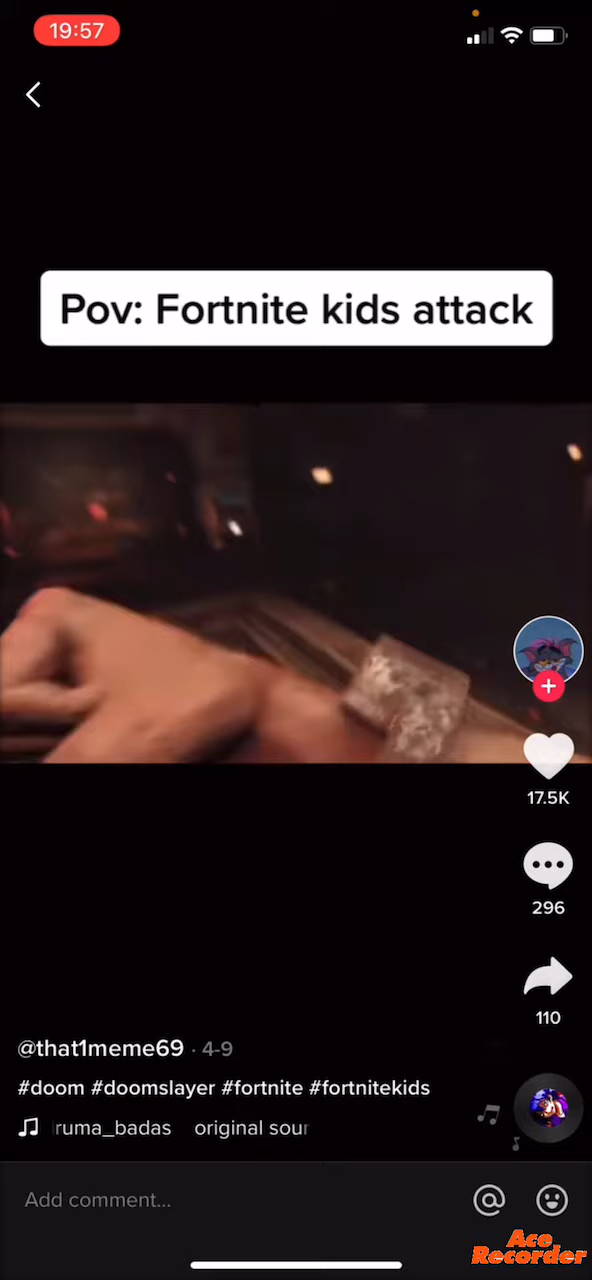 19:57
Pov: Fortnite kids attack
17.5K
296
110
@that1meme69 · 4-9
#doom #doomslayer #fortnite #fortnitekids
ruma_badas original sour
Add comment...
Ace
Recorder